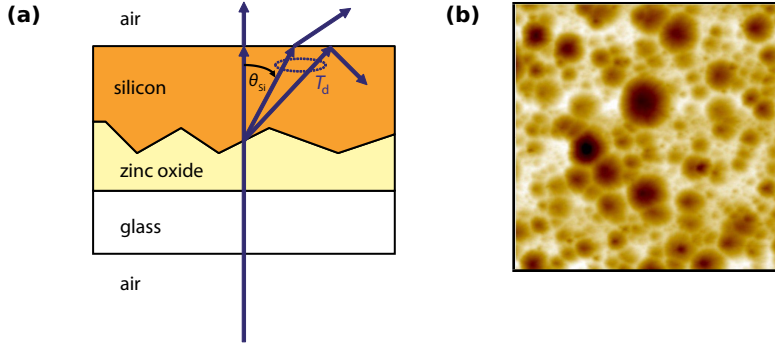 (a)
air
silicon
θSi
Td
zinc oxide
glass
air
(b)